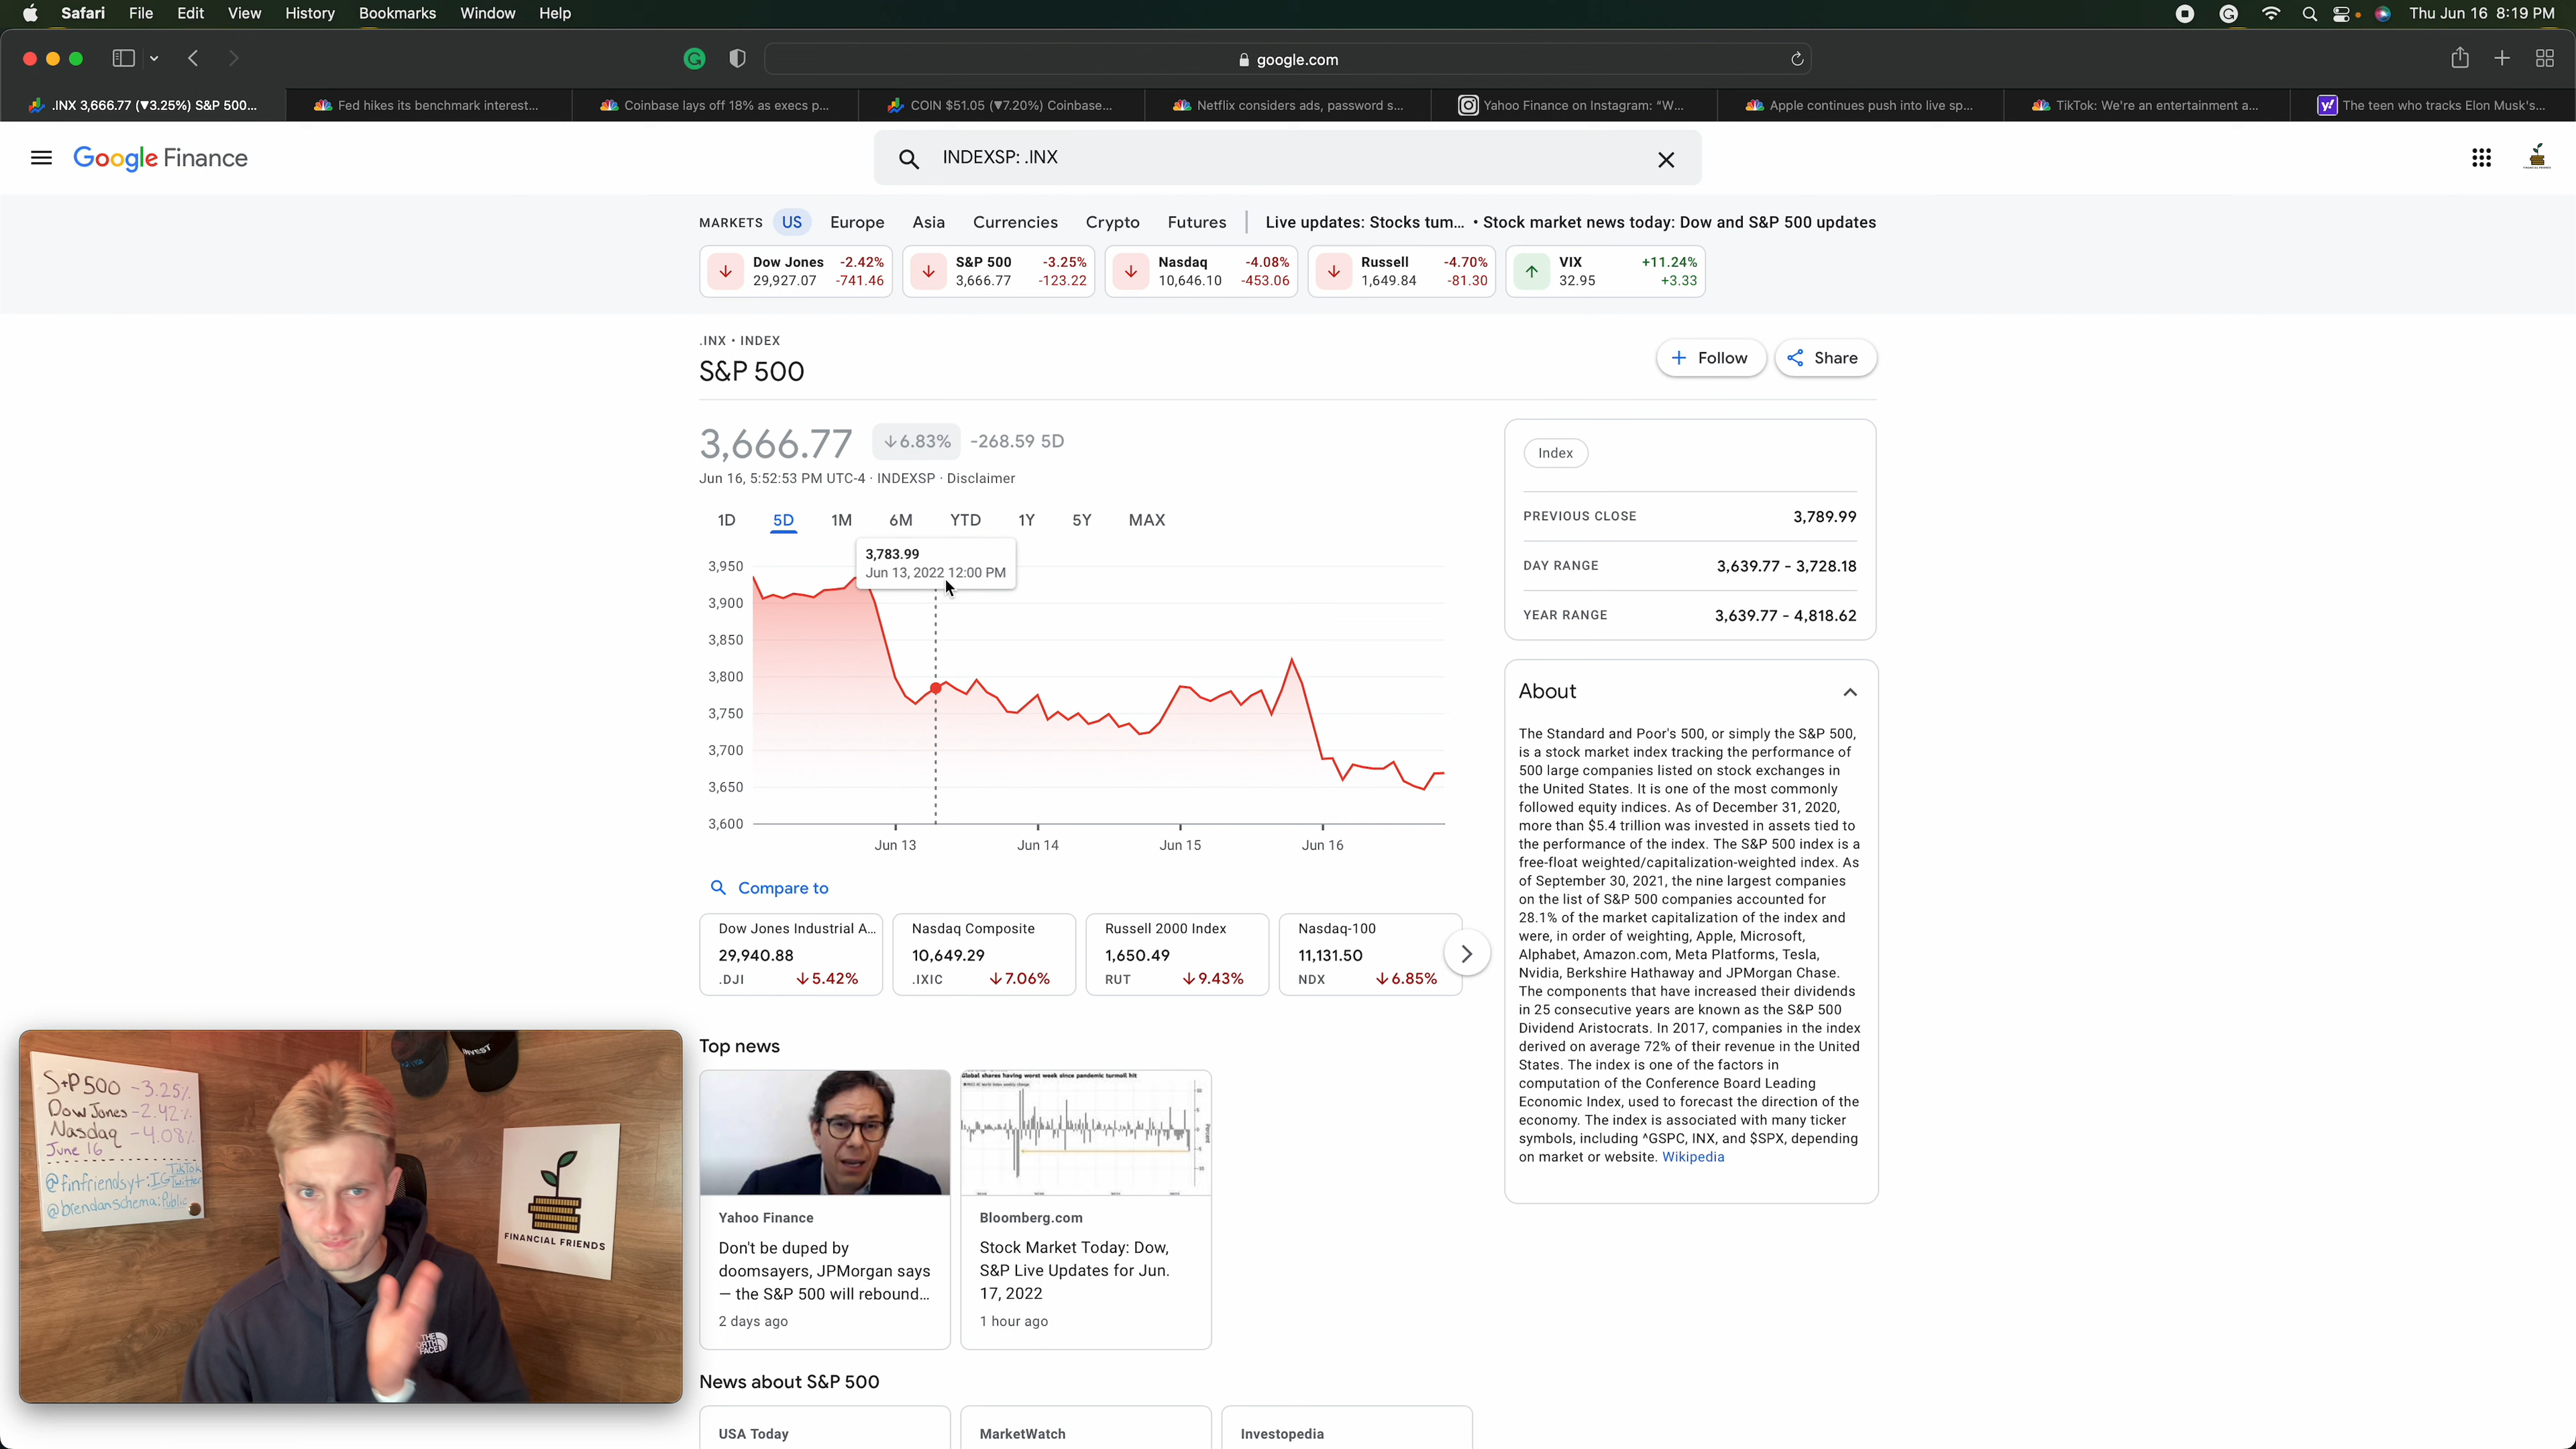 Safari File Edit View History Bookmarks Window Help Thu Jun 16 8:19 PM
google.com
.INX 3,666.77 (▼3.25%) S&P 500...
Fed hikes its benchmark interest...
Coinbase lays off 18% as execs p...
COIN $51.05 (▼7.20%) Coinbase...
Netflix considers ads, password s...
Yahoo Finance on Instagram: “W...
Apple continues push into live sp...
TikTok: We're an entertainment a...
The teen who tracks Elon Musk's...
Google Finance
INDEXSP: .INX
MARKETS US Europe Asia Currencies Crypto Futures Live updates: Stocks tum... • Stock market news today: Dow and S&P 500 updates
Dow Jones -2.42%
29,927.07 -741.46
S&P 500 -3.25%
3,666.77 -123.22
Nasdaq -4.08%
10,646.10 -453.06
Russell -4.70%
1,649.84 -81.30
VIX +11.24%
32.95 +3.33
.INX • INDEX
S&P 500
Follow
Share
3,666.77 ↓6.83% -268.59 5D
Jun 16, 5:52:53 PM UTC-4 · INDEXSP · Disclaimer
1D 5D 1M 6M YTD 1Y 5Y MAX
3,783.99
Jun 13, 2022 12:00 PM
3,950
3,900
3,850
3,800
3,750
3,700
3,650
3,600
Jun 13 Jun 14 Jun 15 Jun 16
Compare to
Dow Jones Industrial A...
29,940.88
.DJI ↓5.42%
Nasdaq Composite
10,649.29
.IXIC ↓7.06%
Russell 2000 Index
1,650.49
RUT ↓9.43%
Nasdaq-100
11,131.50
NDX ↓6.85%
Index
PREVIOUS CLOSE 3,789.99
DAY RANGE 3,639.77 - 3,728.18
YEAR RANGE 3,639.77 - 4,818.62
About
The Standard and Poor's 500, or simply the S&P 500,
is a stock market index tracking the performance of
500 large companies listed on stock exchanges in
the United States. It is one of the most commonly
followed equity indices. As of December 31, 2020,
more than $5.4 trillion was invested in assets tied to
the performance of the index. The S&P 500 index is a
free-float weighted/capitalization-weighted index. As
of September 30, 2021, the nine largest companies
on the list of S&P 500 companies accounted for
28.1% of the market capitalization of the index and
were, in order of weighting, Apple, Microsoft,
Alphabet, Amazon.com, Meta Platforms, Tesla,
Nvidia, Berkshire Hathaway and JPMorgan Chase.
The components that have increased their dividends
in 25 consecutive years are known as the S&P 500
Dividend Aristocrats. In 2017, companies in the index
derived on average 72% of their revenue in the United
States. The index is one of the factors in
computation of the Conference Board Leading
Economic Index, used to forecast the direction of the
economy. The index is associated with many ticker
symbols, including ^GSPC, INX, and $SPX, depending
on market or website. Wikipedia
Top news
Yahoo Finance
Don't be duped by
doomsayers, JPMorgan says
— the S&P 500 will rebound...
2 days ago
Global shares having worst week since pandemic turmoil hit
Bloomberg.com
Stock Market Today: Dow,
S&P Live Updates for Jun.
17, 2022
1 hour ago
News about S&P 500
USA Today
MarketWatch
Investopedia
S+P 500 -3.25%
Dow Jones -2.42%
Nasdaq -4.08%
June 16
TikTok
@finfriendsyt: IG Twitter
@brendanschema: Public
INVEST
FINANCIAL FRIENDS
THE
NORTH
FACE